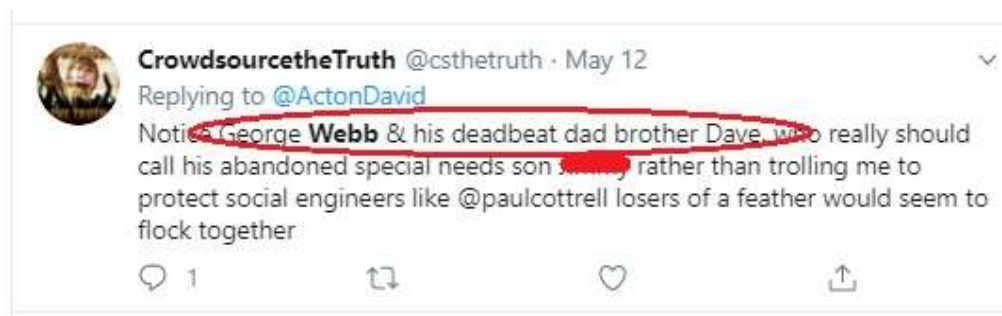 CrowdsourcetheTruth @csthetruth · May 12
Replying to @ActonDavid
Notice George Webb & his deadbeat dad brother Dave, who really should
call his abandoned special needs son rather than trolling me to
protect social engineers like @paulcottrell losers of a feather would seem to
flock together
1